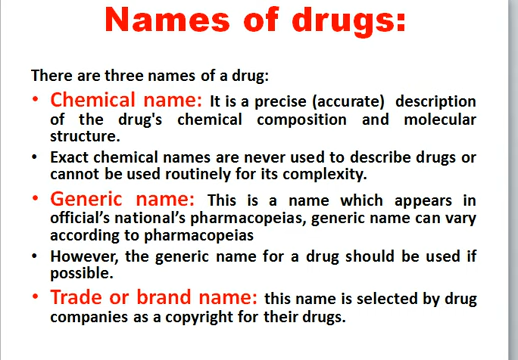 Names of drugs:
There are three names of a drug:
• Chemical name: It is a precise (accurate) description
of the drug's chemical composition and molecular
structure.
• Exact chemical names are never used to describe drugs or
cannot be used routinely for its complexity.
• Generic name: This is a name which appears in
official's national's pharmacopeias, generic name can vary
according to pharmacopeias
• However, the generic name for a drug should be used if
possible.
• Trade or brand name: this name is selected by drug
companies as a copyright for their drugs.